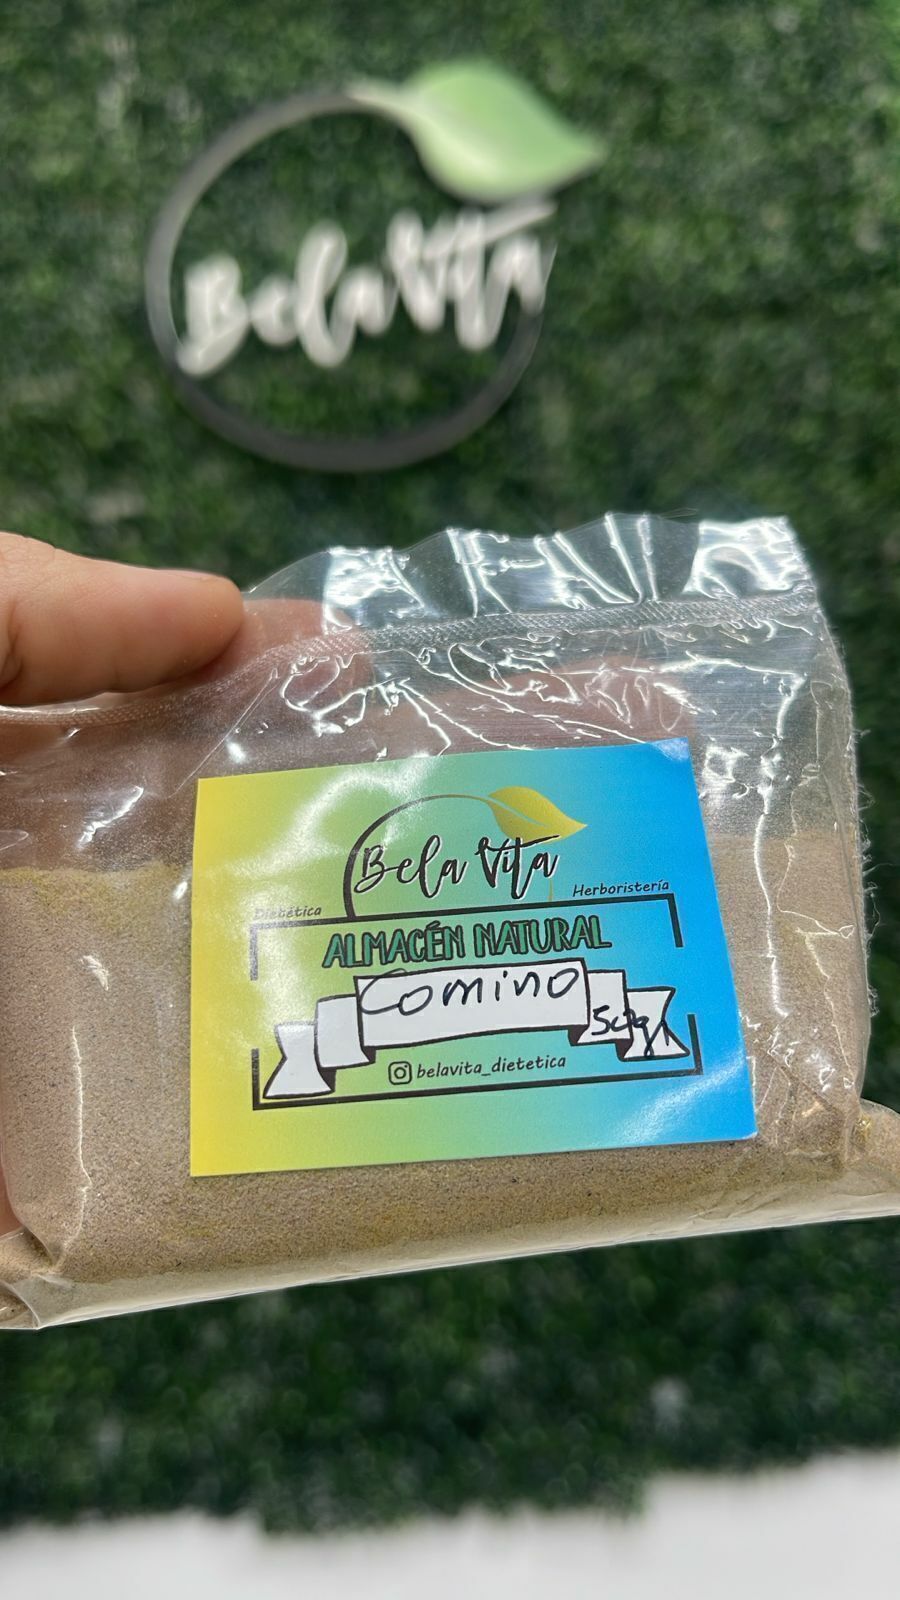 Bela Vita
Bela Vita
Dietética
Herboristería
ALMACÉN NATURAL
Comino
50g
belavita_dietetica